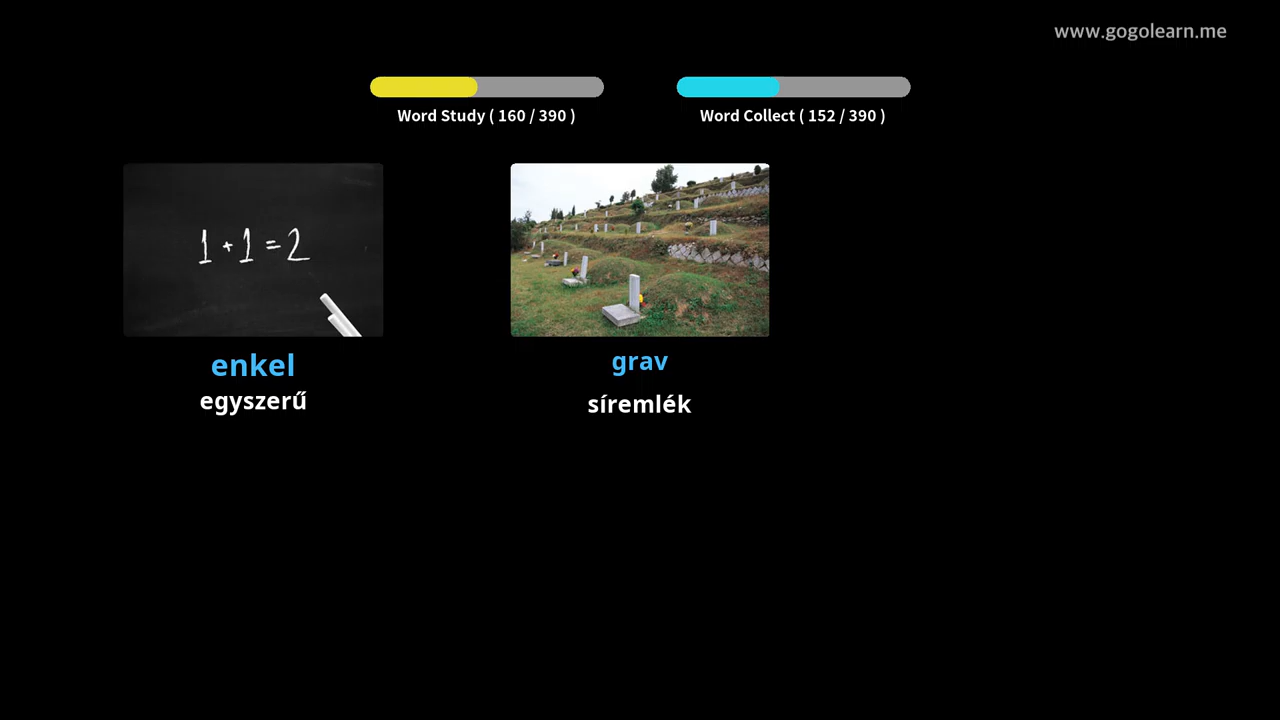 www.gogolearn.me
Word Study ( 160 / 390 )
Word Collect ( 152 / 390 )
1 + 1 = 2
enkel
egyszerű
grav
síremlék